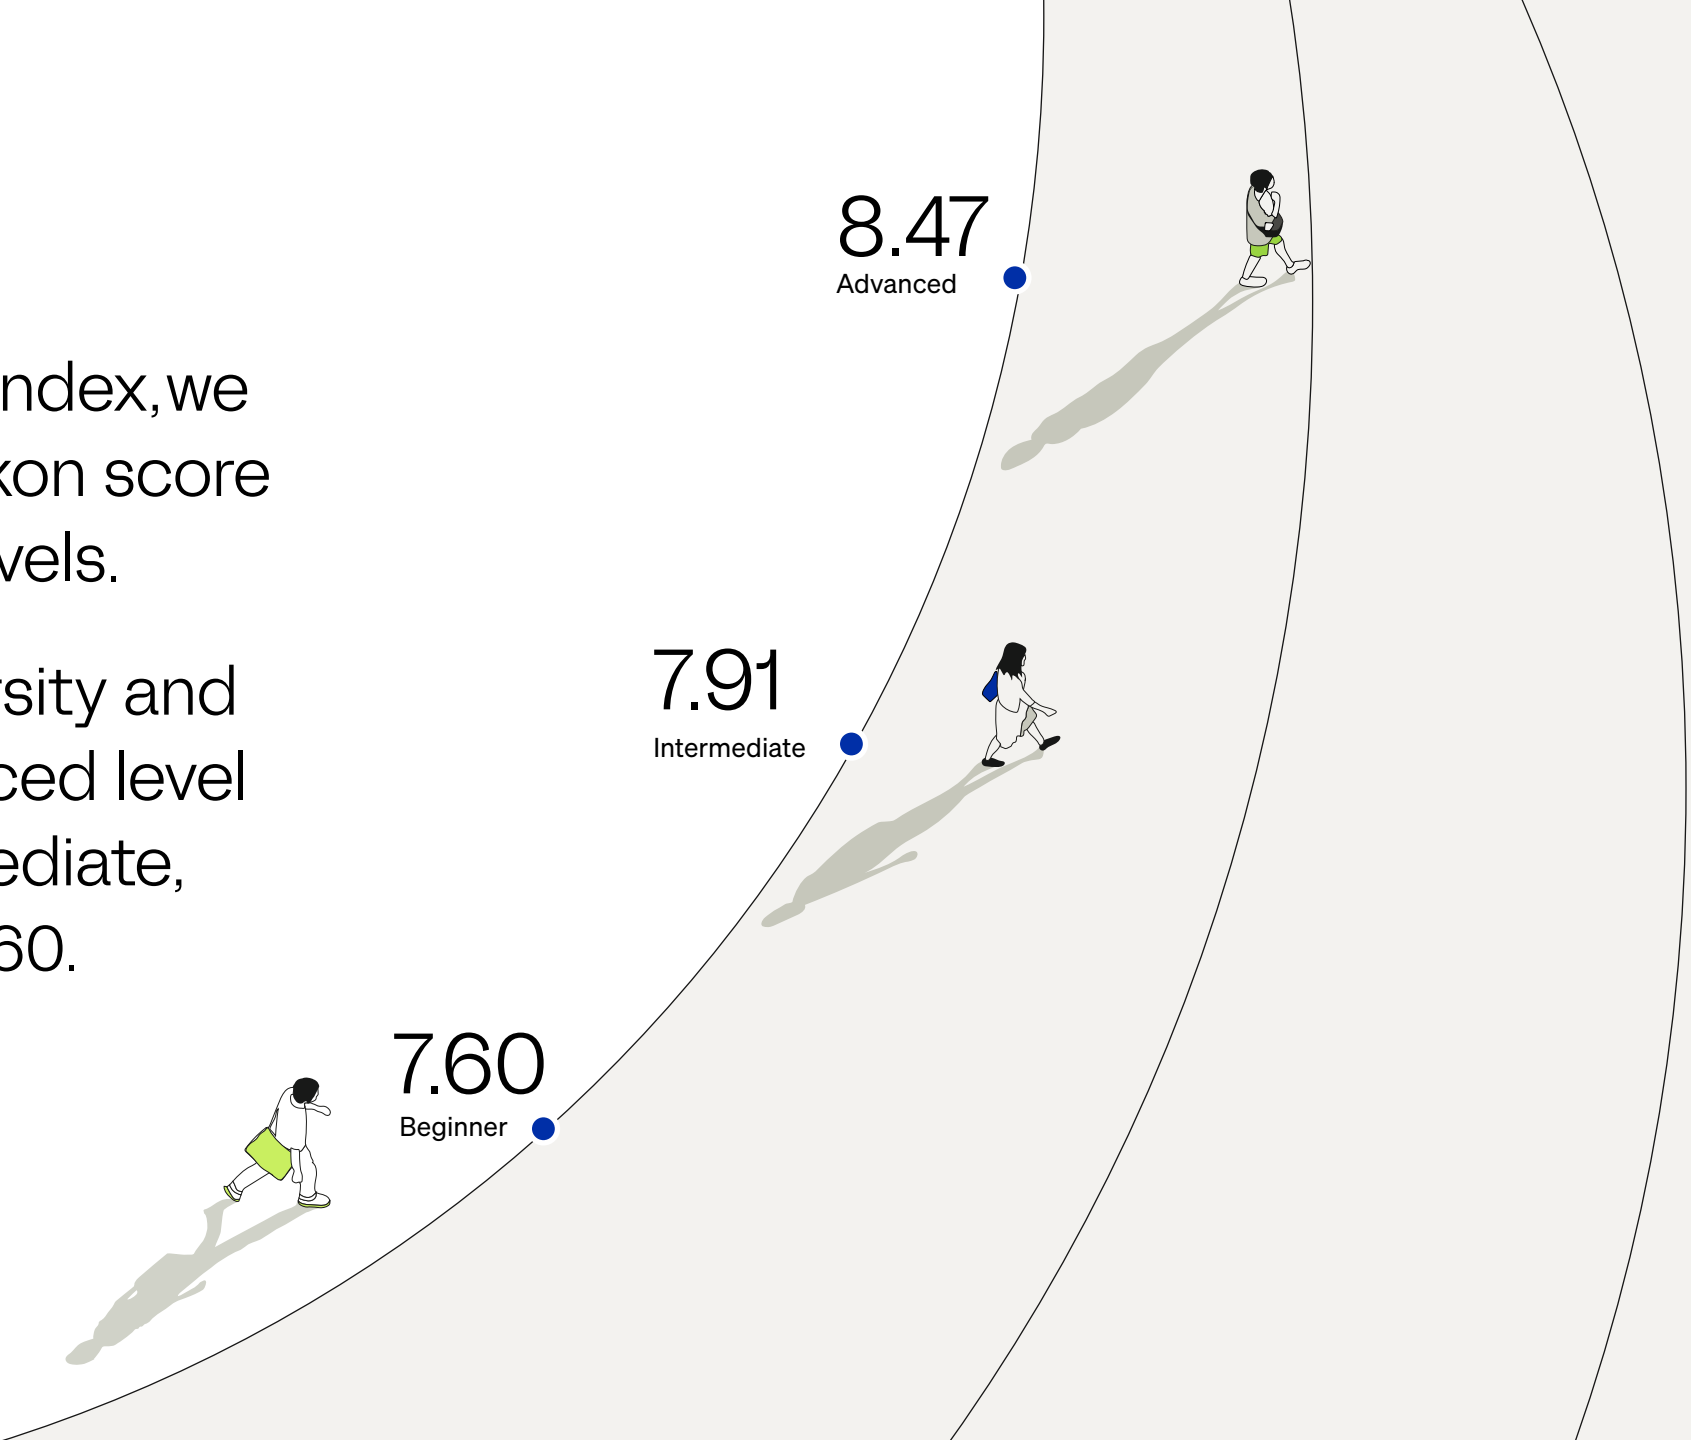 8.47
Advanced
ndex, we
xon score
vels.
7.91
Intermediate
rsity and
ced level
ediate,
60.
7.60
Beginner